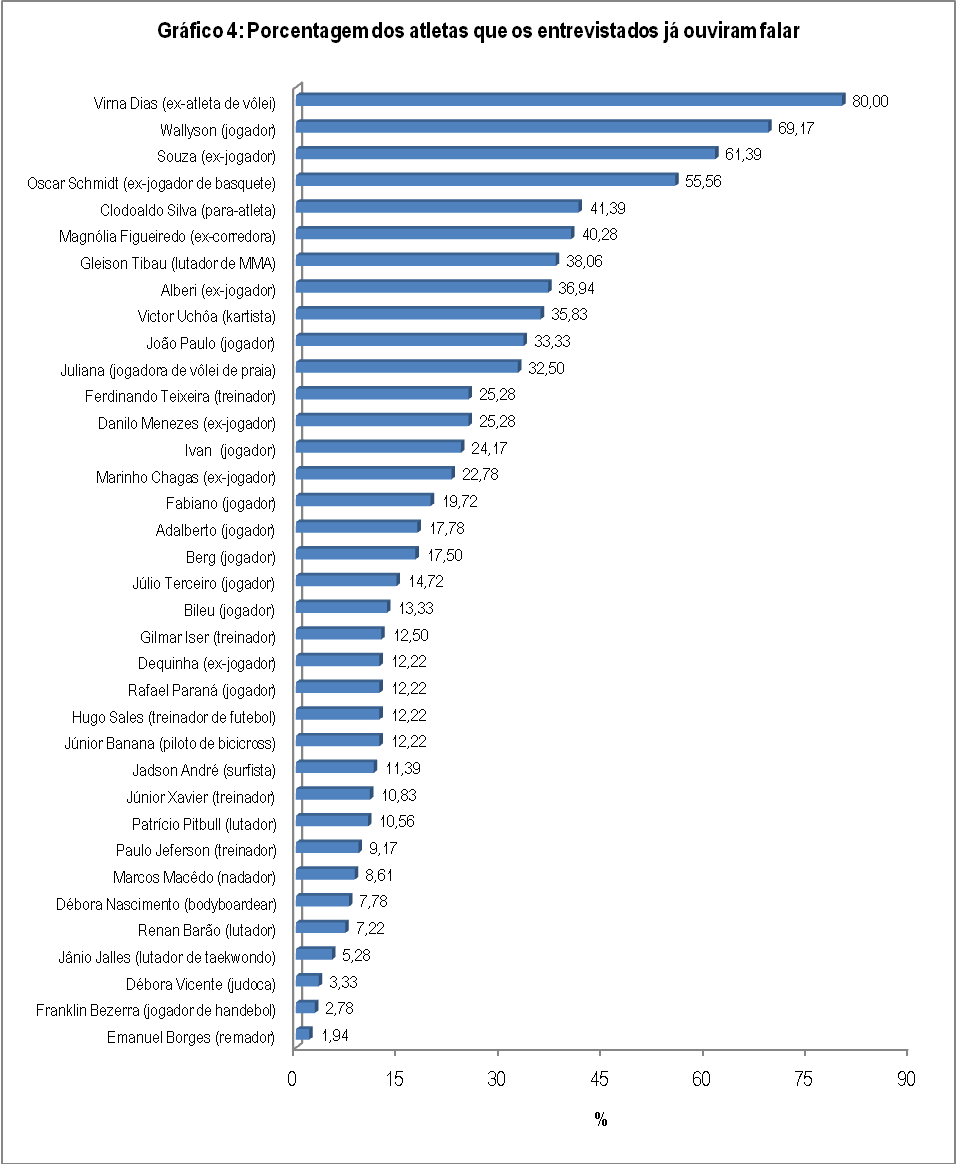 Gráfico 4: Porcentagem dos atletas que os entrevistados já ouviram falar
Virna Dias (ex-atleta de vôlei) 80,00
Wallyson (jogador) 69,17
Souza (ex-jogador) 61,39
Oscar Schmidt (ex-jogador de basquete) 55,56
Clodoaldo Silva (para-atleta) 41,39
Magnólia Figueiredo (ex-corredora) 40,28
Gleison Tibau (lutador de MMA) 38,06
Alberi (ex-jogador) 36,94
Victor Uchôa (kartista) 35,83
João Paulo (jogador) 33,33
Juliana (jogadora de vôlei de praia) 32,50
Ferdinando Teixeira (treinador) 25,28
Danilo Menezes (ex-jogador) 25,28
Ivan (jogador) 24,17
Marinho Chagas (ex-jogador) 22,78
Fabiano (jogador) 19,72
Adalberto (jogador) 17,78
Berg (jogador) 17,50
Júlio Terceiro (jogador) 14,72
Bileu (jogador) 13,33
Gilmar Iser (treinador) 12,50
Dequinha (ex-jogador) 12,22
Rafael Paraná (jogador) 12,22
Hugo Sales (treinador de futebol) 12,22
Júnior Banana (piloto de bicicross) 12,22
Jadson André (surfista) 11,39
Júnior Xavier (treinador) 10,83
Patrício Pitbull (lutador) 10,56
Paulo Jeferson (treinador) 9,17
Marcos Macêdo (nadador) 8,61
Débora Nascimento (bodyboardear) 7,78
Renan Barão (lutador) 7,22
Jânio Jalles (lutador de taekwondo) 5,28
Débora Vicente (judoca) 3,33
Franklin Bezerra (jogador de handebol) 2,78
Emanuel Borges (remador) 1,94
0 15 30 45 60 75 90
%